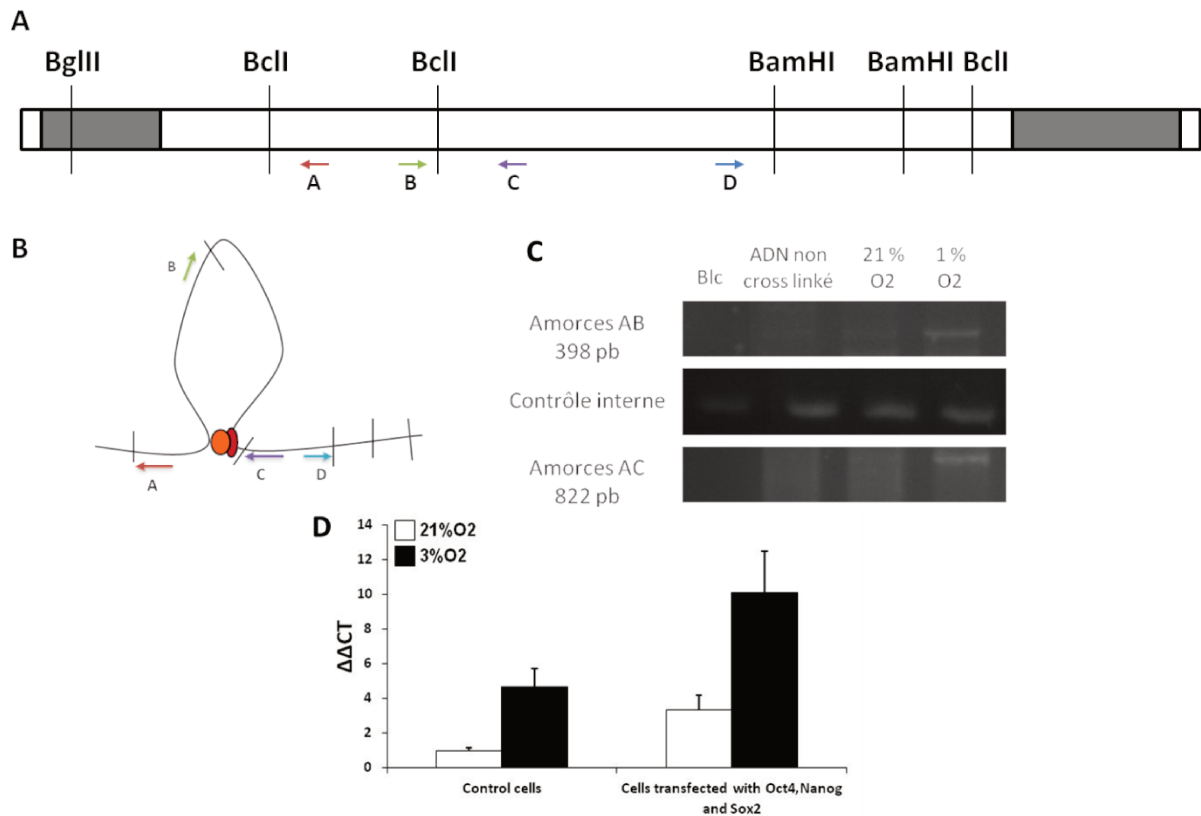 A
BglII BclI BclI BamHI BamHI BclI
A B C D
B
B
A C D
C
Blc ADN non cross linké 21 % O2 1 % O2
Amorces AB
398 pb
Contrôle interne
Amorces AC
822 pb
D
21%O2
3%O2
ΔΔCT
14
12
10
8
6
4
2
0
Control cells
Cells transfected with Oct4,Nanog
and Sox2